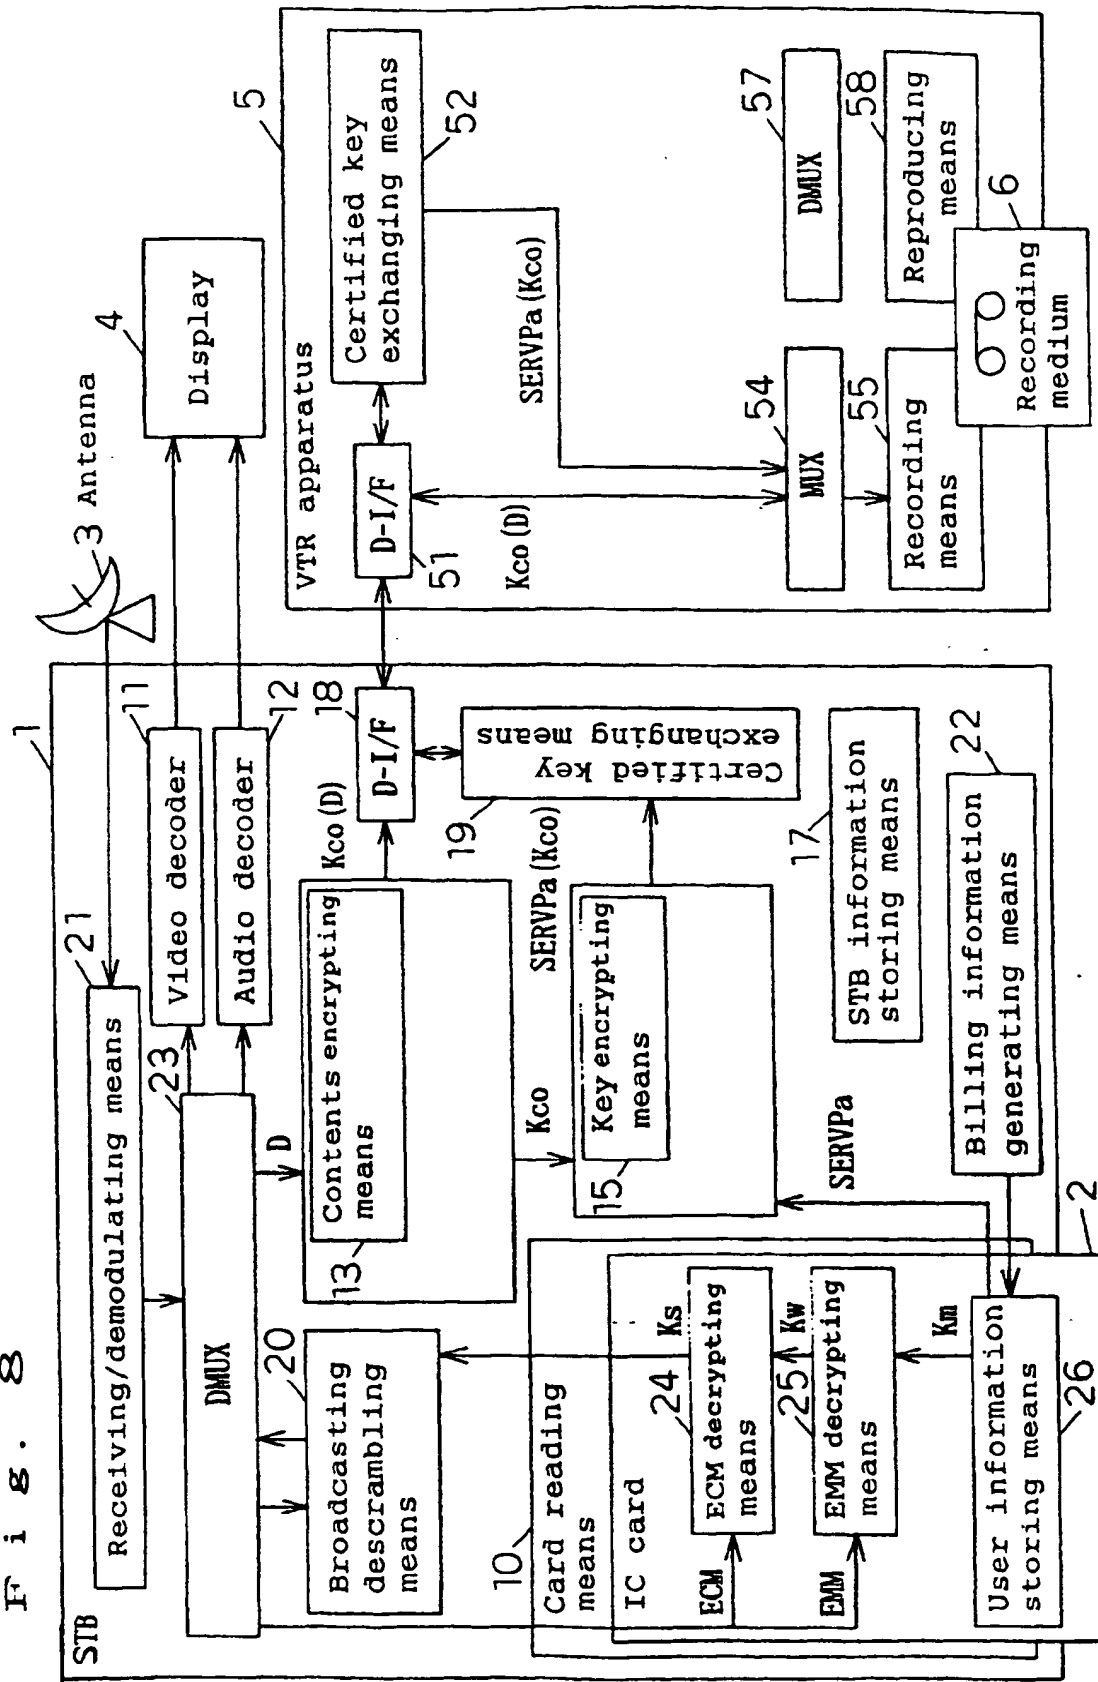 Fig. 8
STB
1
Receiving/demodulating means
21
3
Antenna
DMUX
23
Video decoder
11
Audio decoder
12
4
Display
Broadcasting
descrambling
means
20
D
Contents encrypting
means
13
Kco(D)
D-I/F
18
Certified key
exchanging means
19
Kco
SERVPa(Kco)
Key encrypting
means
15
STB information
storing means
17
SERVPa
Billing information
generating means
22
10
Card reading
means
IC card
2
ECM
ECM decrypting
means
24
Ks
EMM
EMM decrypting
means
25
Kw
Km
User information
storing means
26
5
VTR apparatus
D-I/F
51
Certified key
exchanging means
52
Kco(D)
SERVPa(Kco)
MUX
54
DMUX
57
Recording
means
55
Reproducing
means
58
Recording
medium
6